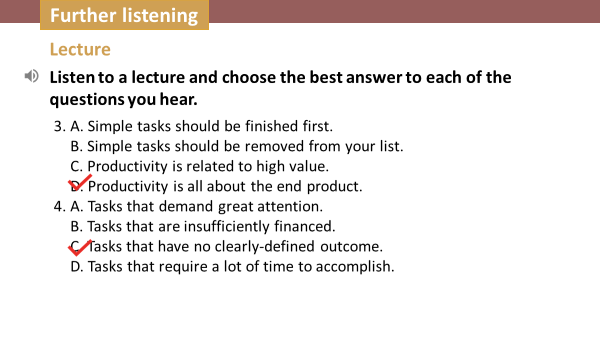 Further listening
Lecture
Listen to a lecture and choose the best answer to each of the
questions you hear.
3. A. Simple tasks should be finished first.
B. Simple tasks should be removed from your list.
C. Productivity is related to high value.
D. Productivity is all about the end product.
4. A. Tasks that demand great attention.
B. Tasks that are insufficiently financed.
C. Tasks that have no clearly-defined outcome.
D. Tasks that require a lot of time to accomplish.